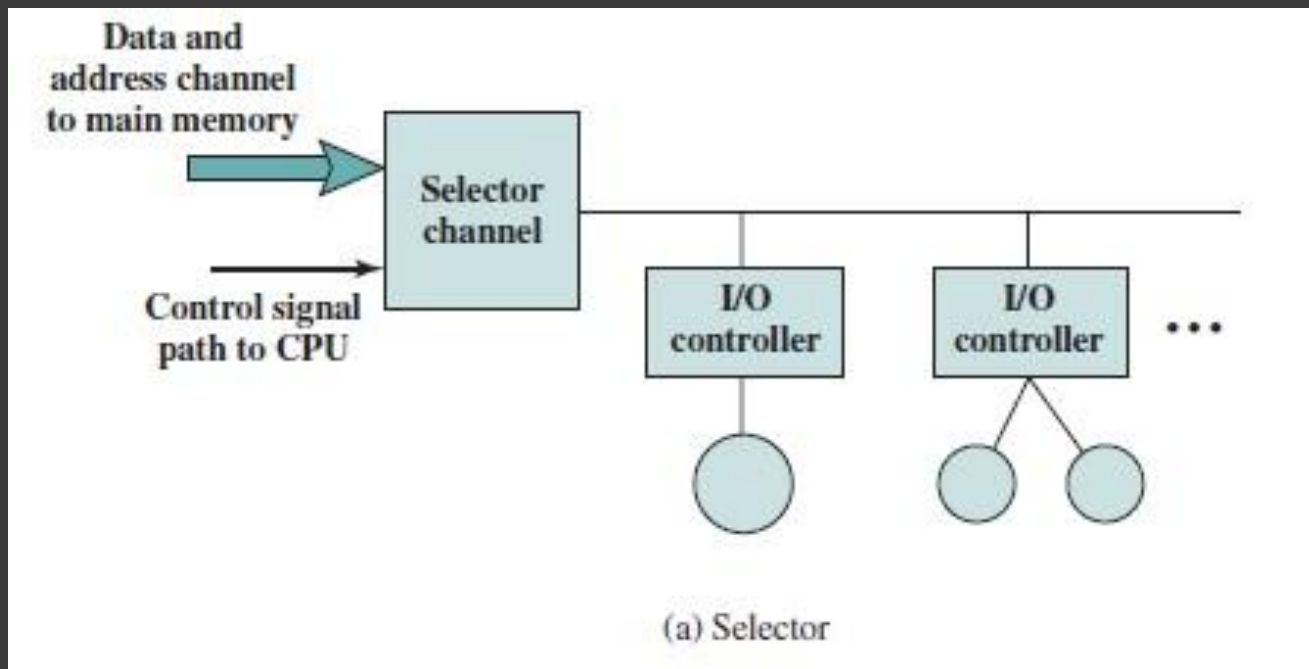 Data and
address channel
to main memory
Selector
channel
Control signal
path to CPU
I/O
controller
I/O
controller
...
(a) Selector